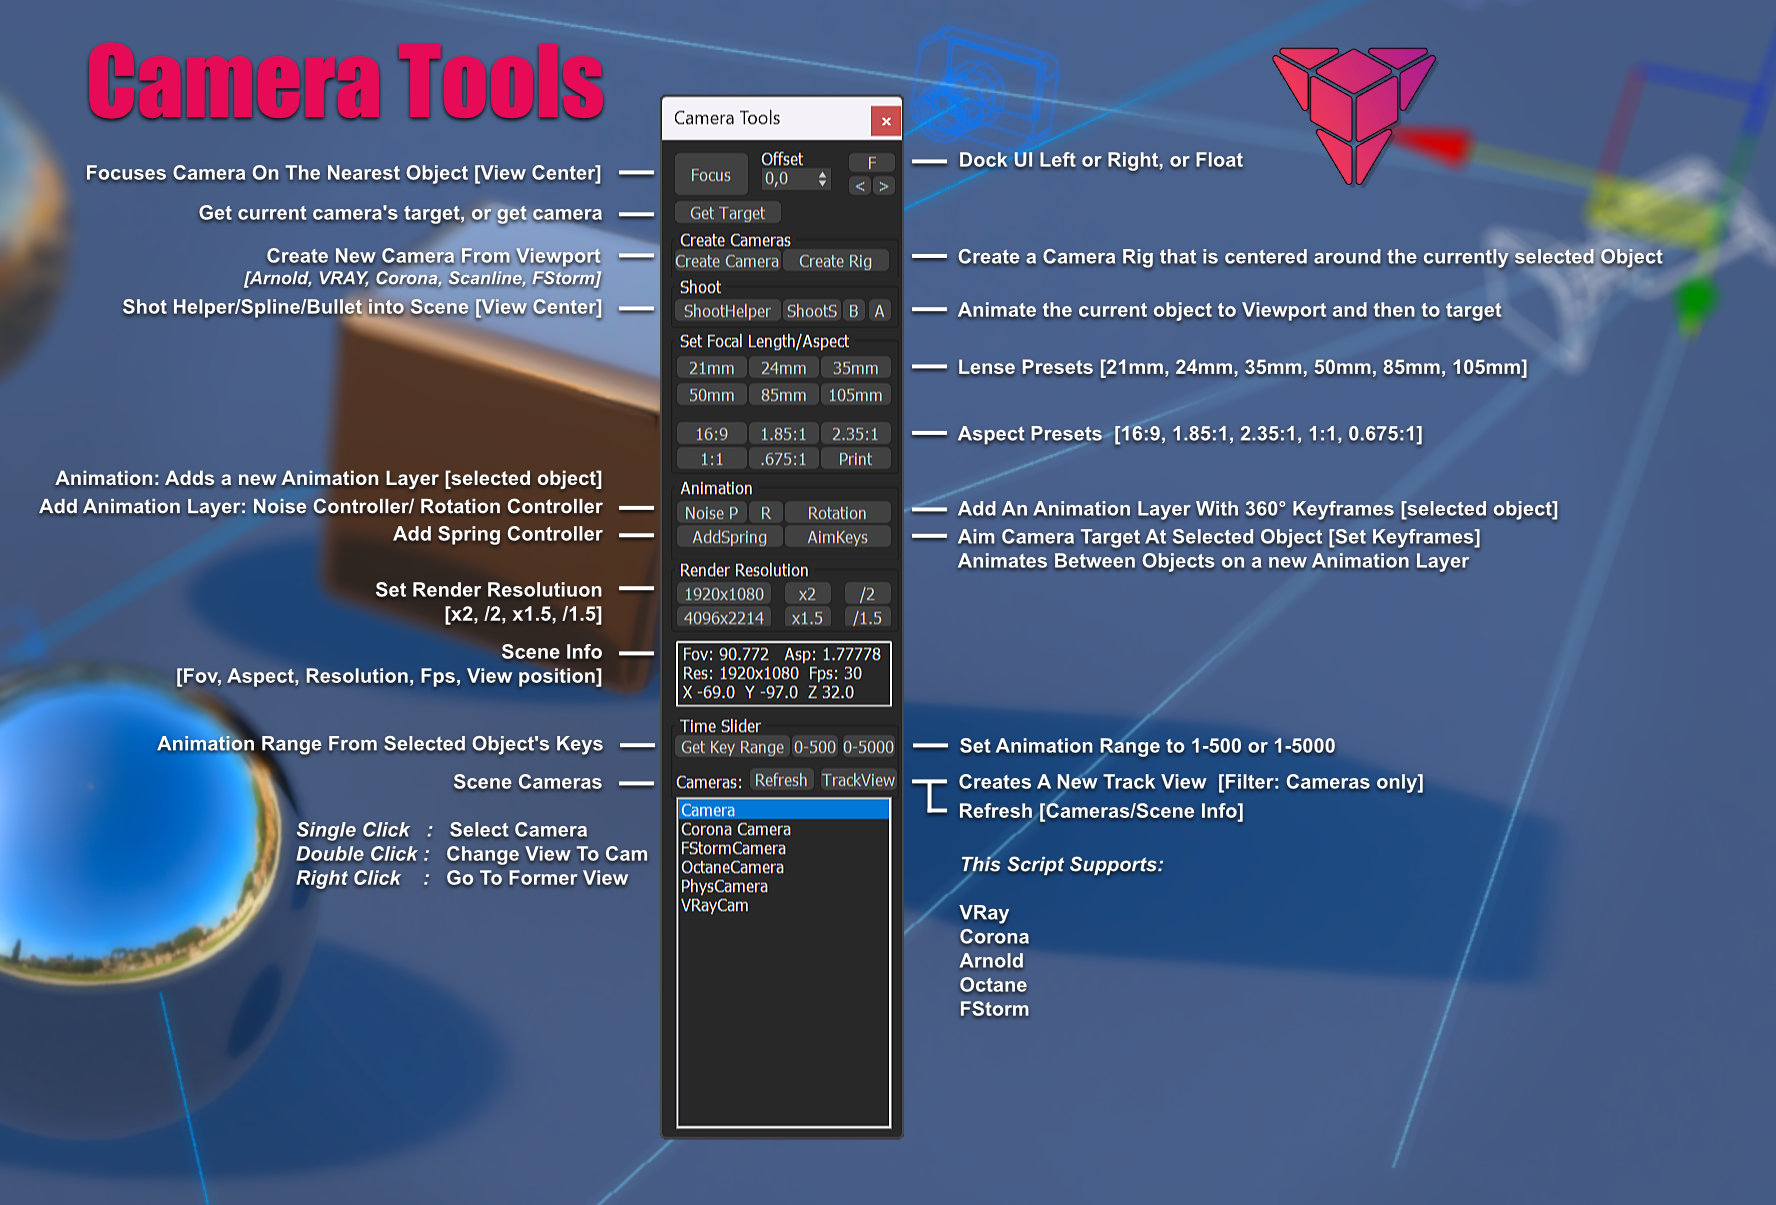 Camera Tools
Focuses Camera On The Nearest Object [View Center]
Get current camera's target, or get camera
Create New Camera From Viewport
[Arnold, VRAY, Corona, Scanline, FStorm]
Shot Helper/Spline/Bullet into Scene [View Center]
Animation: Adds a new Animation Layer [selected object]
Add Animation Layer: Noise Controller/ Rotation Controller
Add Spring Controller
Set Render Resolutiuon
[x2, /2, x1.5, /1.5]
Scene Info
[Fov, Aspect, Resolution, Fps, View position]
Animation Range From Selected Object's Keys
Scene Cameras
Single Click : Select Camera
Double Click : Change View To Cam
Right Click : Go To Former View
Camera Tools x
Offset
Focus 0,0 F
< >
Get Target
Create Cameras
Create Camera Create Rig
Shoot
ShootHelper ShootS B A
Set Focal Length/Aspect
21mm 24mm 35mm
50mm 85mm 105mm
16:9 1.85:1 2.35:1
1:1 .675:1 Print
Animation
Noise P R Rotation
AddSpring AimKeys
Render Resolution
1920x1080 x2 /2
4096x2214 x1.5 /1.5
Fov: 90.772 Asp: 1.77778
Res: 1920x1080 Fps: 30
X -69.0 Y -97.0 Z 32.0
Time Slider
Get Key Range 0-500 0-5000
Cameras: Refresh TrackView
Camera
Corona Camera
FStormCamera
OctaneCamera
PhysCamera
VRayCam
Dock UI Left or Right, or Float
Create a Camera Rig that is centered around the currently selected Object
Animate the current object to Viewport and then to target
Lense Presets [21mm, 24mm, 35mm, 50mm, 85mm, 105mm]
Aspect Presets [16:9, 1.85:1, 2.35:1, 1:1, 0.675:1]
Add An Animation Layer With 360° Keyframes [selected object]
Aim Camera Target At Selected Object [Set Keyframes]
Animates Between Objects on a new Animation Layer
Set Animation Range to 1-500 or 1-5000
Creates A New Track View [Filter: Cameras only]
Refresh [Cameras/Scene Info]
This Script Supports:
VRay
Corona
Arnold
Octane
FStorm